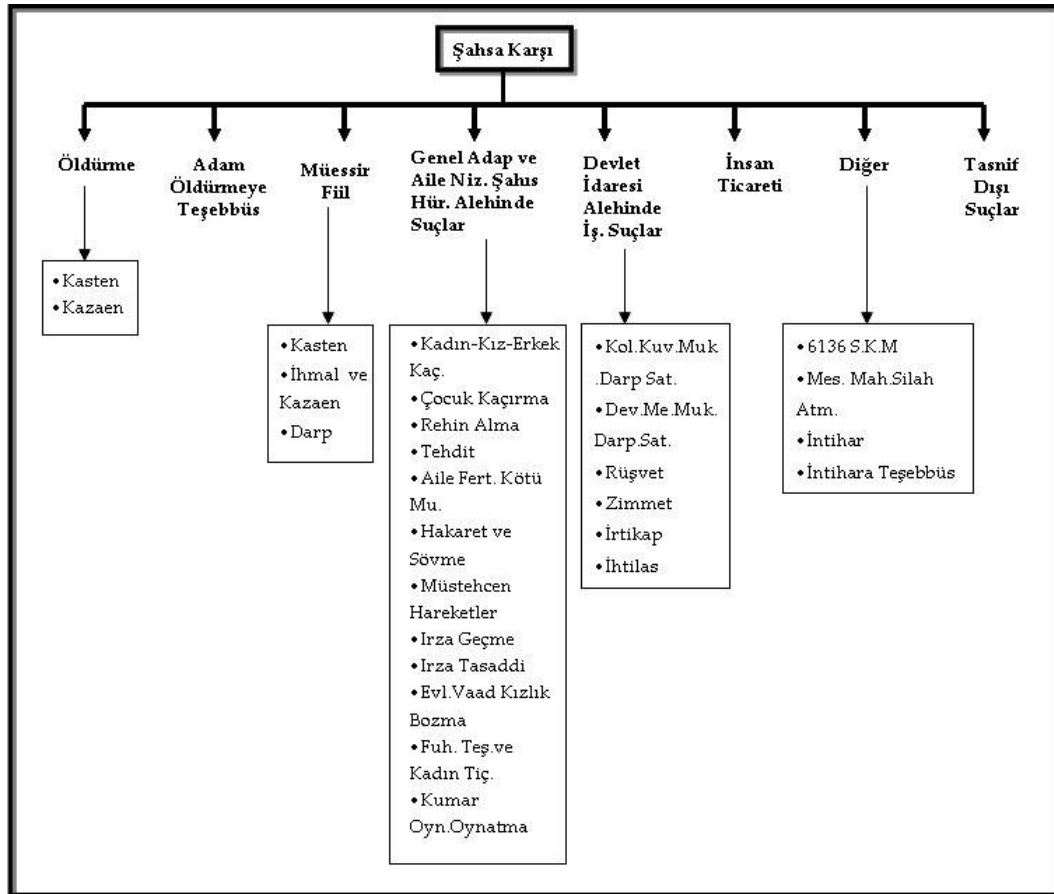 Şahsa Karşı
Öldürme
• Kasten
• Kazaen
Adam
Öldürmeye
Teşebbüs
Müessir
Fiil
• Kasten
• İhmal ve
Kazaen
• Darp
Genel Adap ve
Aile Niz. Şahıs
Hür. Alehinde
Suçlar
• Kadın-Kız-Erkek
Kaç.
• Çocuk Kaçırma
• Rehin Alma
• Tehdit
• Aile Fert. Kötü
Mu.
• Hakaret ve
Sövme
• Müstehcen
Hareketler
• Irza Geçme
• Irza Tasaddi
• Evl.Vaad Kızlık
Bozma
• Fuh. Teş.ve
Kadın Tiç.
• Kumar
Oyn.Oynatma
Devlet
İdaresi
Alehinde
İş. Suçlar
• Kol.Kuv.Muk
.Darp Sat.
• Dev.Me.Muk.
Darp.Sat.
• Rüşvet
• Zimmet
• İrtikap
• İhtilas
İnsan
Ticareti
Diğer
• 6136 S.K.M
• Mes. Mah.Silah
Atm.
• İntihar
• İntihara Teşebbüs
Tasnif
Dışı
Suçlar